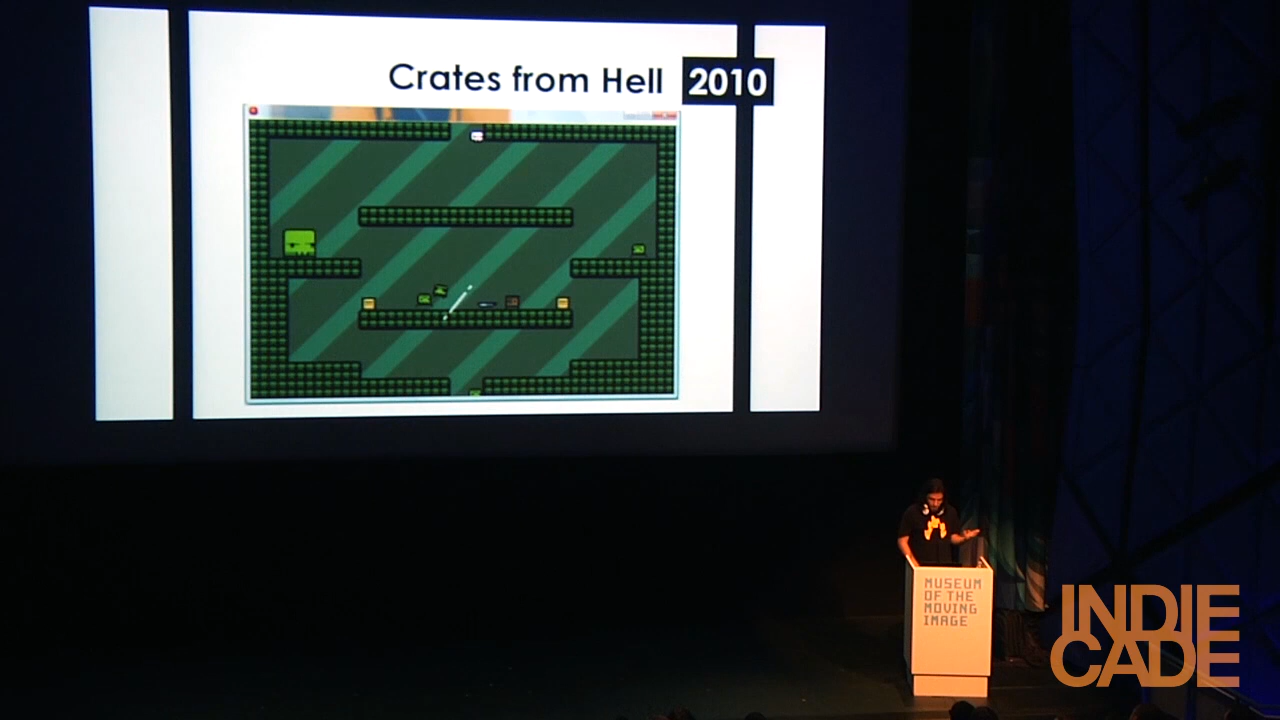 Crates from Hell 2010
MUSEUM
OF THE
MOVING
IMAGE
INDIE
CADE